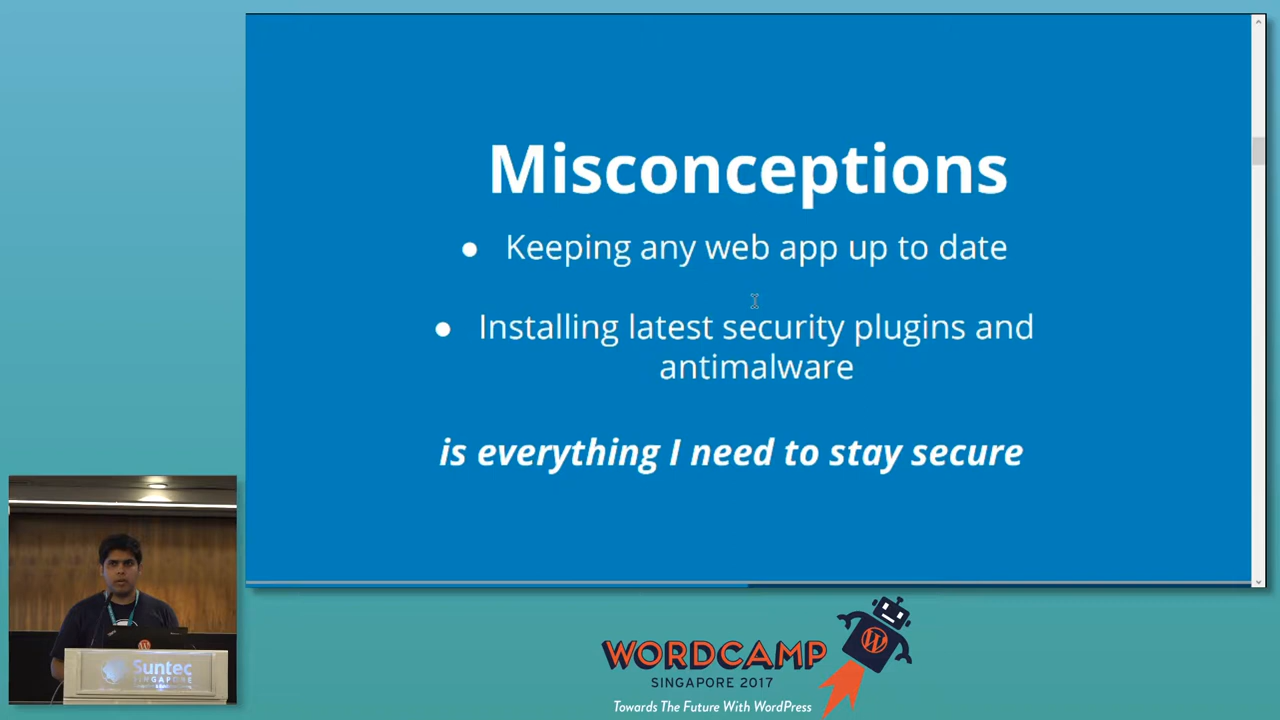 Misconceptions
● Keeping any web app up to date
● Installing latest security plugins and
antimalware
is everything I need to stay secure
Suntec
SINGAPORE
WORDCAMP
SINGAPORE 2017
Towards The Future With WordPress